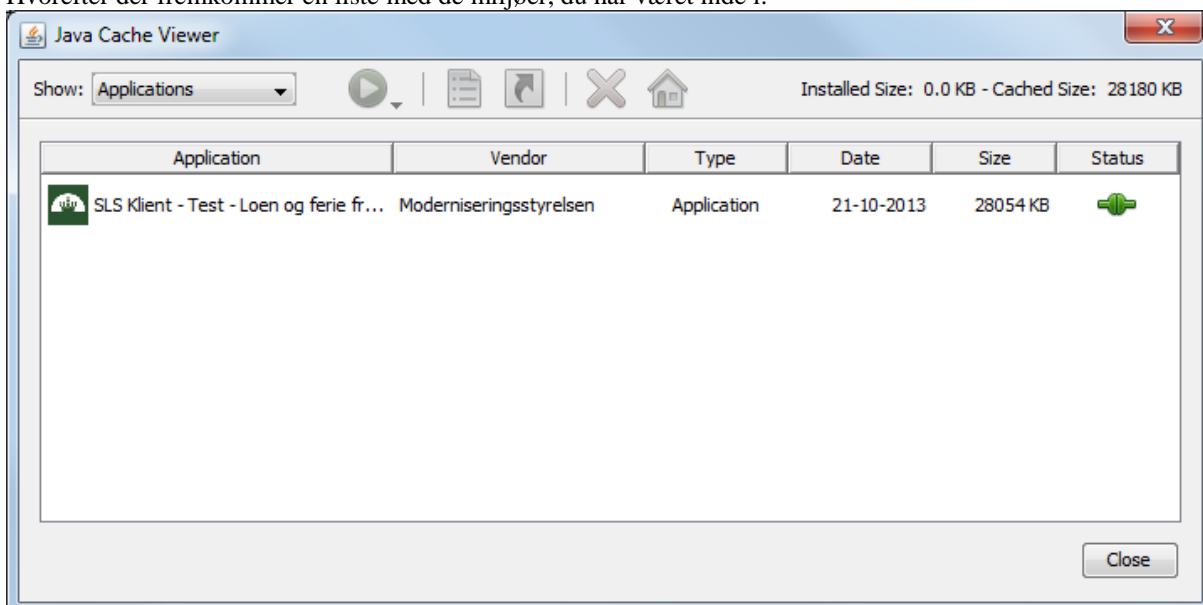 Hvorefter der fremkommer en liste med de miljøer, du har været inde i.
Java Cache Viewer
Show: Applications Installed Size: 0.0 KB - Cached Size: 28180 KB
Application Vendor Type Date Size Status
SLS Klient - Test - Loen og ferie fr... Moderniseringsstyrelsen Application 21-10-2013 28054 KB
Close